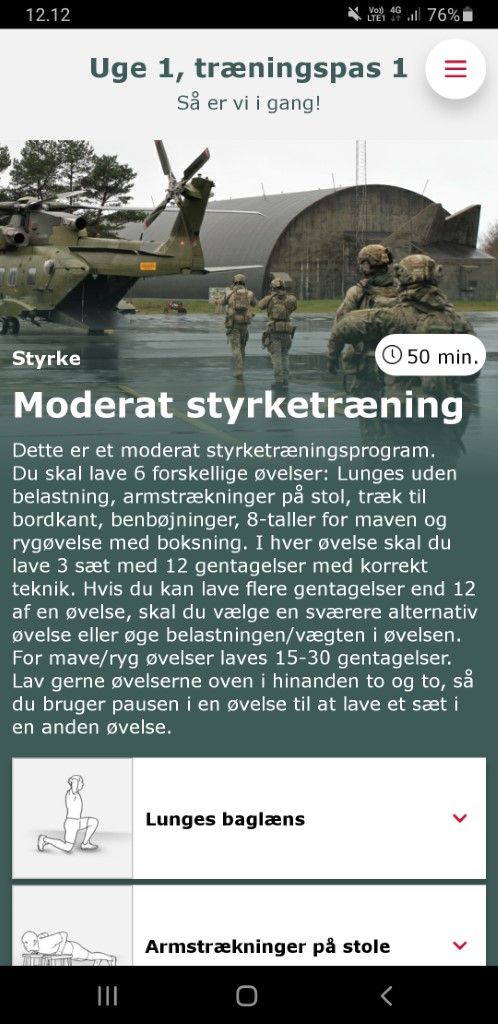 12.12
Vo)) 4G
LTE1
76%
Uge 1, træningspas 1
Så er vi i gang!
Styrke
50 min.
Moderat styrketræning
Dette er et moderat styrketræningsprogram.
Du skal lave 6 forskellige øvelser: Lunges uden
belastning, armstrækninger på stol, træk til
bordkant, benbøjninger, 8-taller for maven og
rygøvelse med boksning. I hver øvelse skal du
lave 3 sæt med 12 gentagelser med korrekt
teknik. Hvis du kan lave flere gentagelser end 12
af en øvelse, skal du vælge en sværere alternativ
øvelse eller øge belastningen/vægten i øvelsen.
For mave/ryg øvelser laves 15-30 gentagelser.
Lav gerne øvelserne oven i hinanden to og to, så
du bruger pausen i en øvelse til at lave et sæt i
en anden øvelse.
Lunges baglæns
Armstrækninger på stole